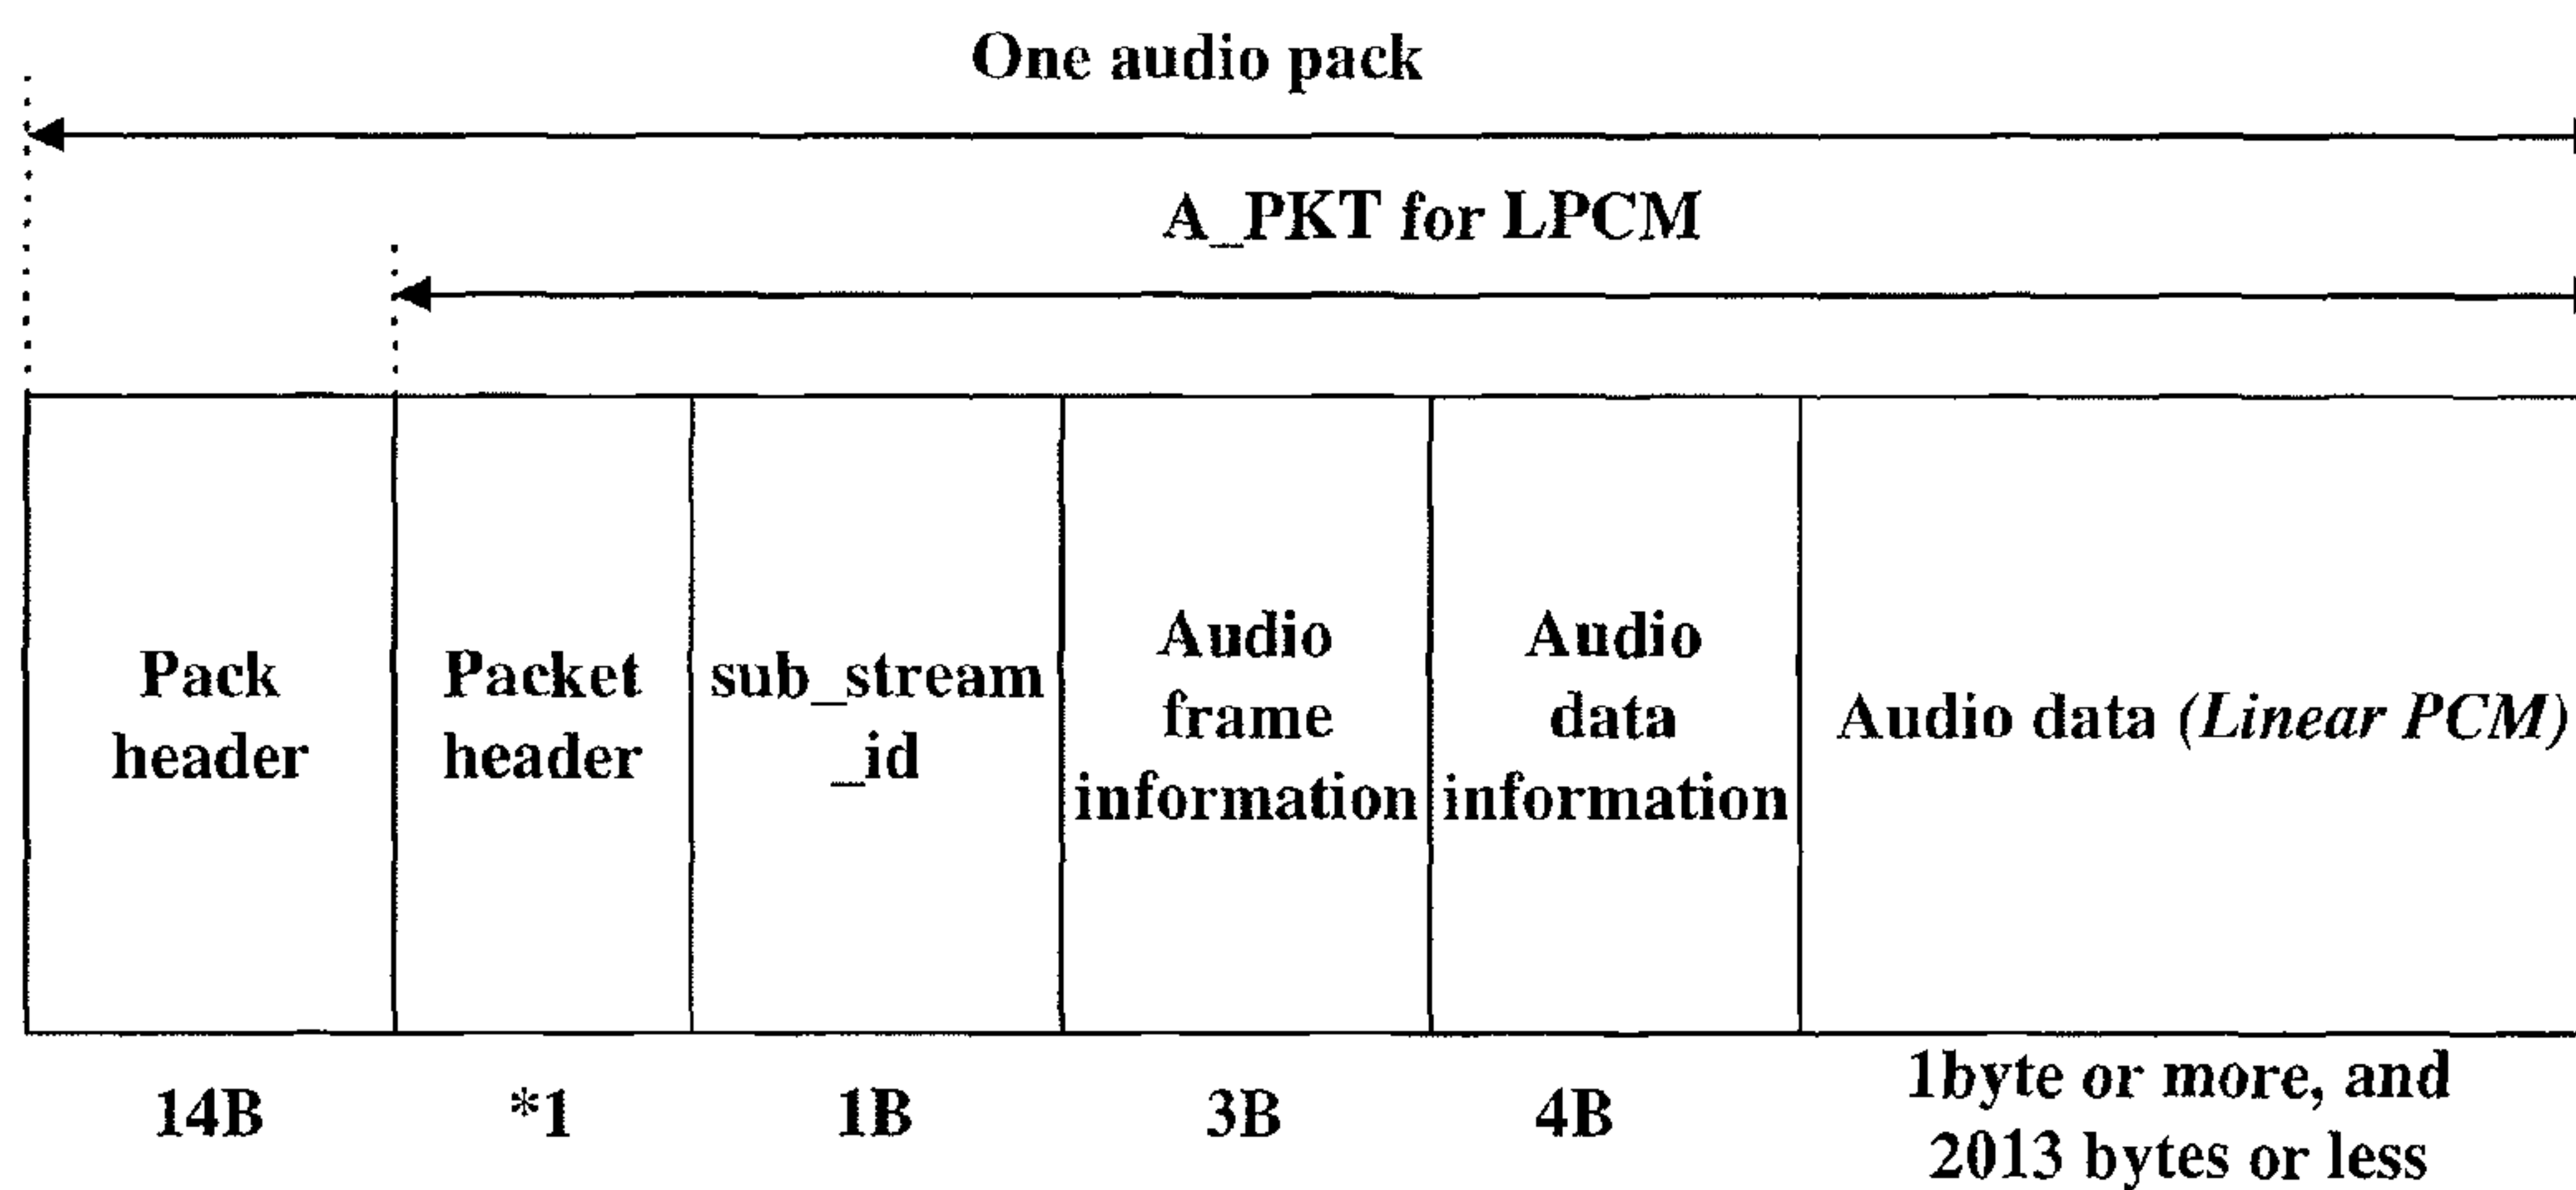 One audio pack
A_PKT for LPCM
Pack
header
Packet
header
sub_stream
_id
Audio
frame
information
Audio
data
information
Audio data (Linear PCM)
14B
*1
1B
3B
4B
1byte or more, and
2013 bytes or less